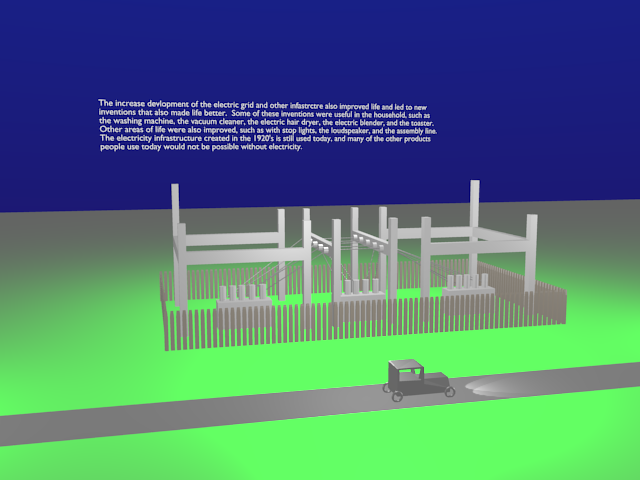 The increase devlopment of the electric grid and other infastrctre also improved life and led to new
inventions that also made life better.  Some of these inventions were useful in the household, such as
the washing machine, the vacuum cleaner, the electric hair dryer, the electric blender, and the toaster.
Other areas of life were also improved, such as with stop lights, the loudspeaker, and the assembly line.
The electricity infrastructure created in the 1920's is still used today, and many of the other products
people use today would not be possible without electricity.